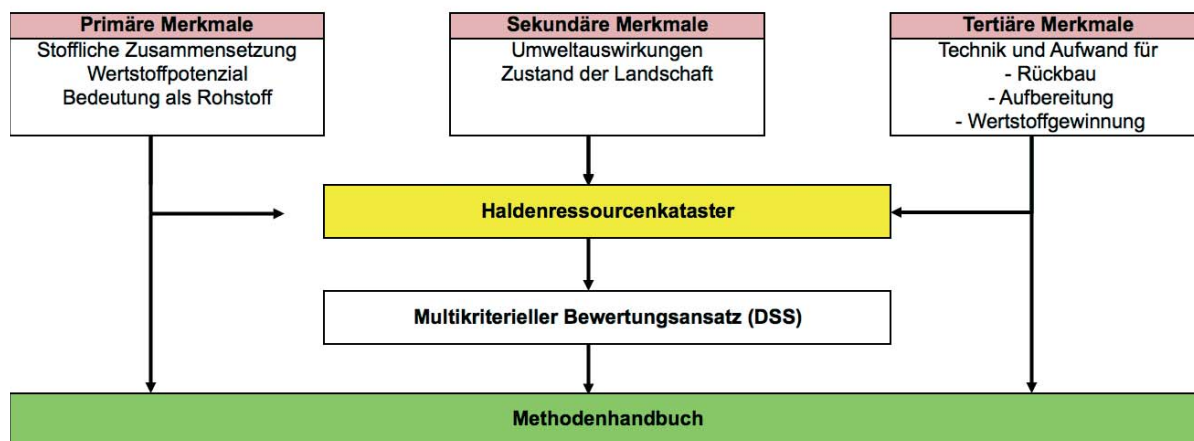 Primäre Merkmale
Stoffliche Zusammensetzung
Wertstoffpotenzial
Bedeutung als Rohstoff
Sekundäre Merkmale
Umweltauswirkungen
Zustand der Landschaft
Tertiäre Merkmale
Technik und Aufwand für
- Rückbau
- Aufbereitung
- Wertstoffgewinnung
Haldenressourcenkataster
Multikriterieller Bewertungsansatz (DSS)
Methodenhandbuch